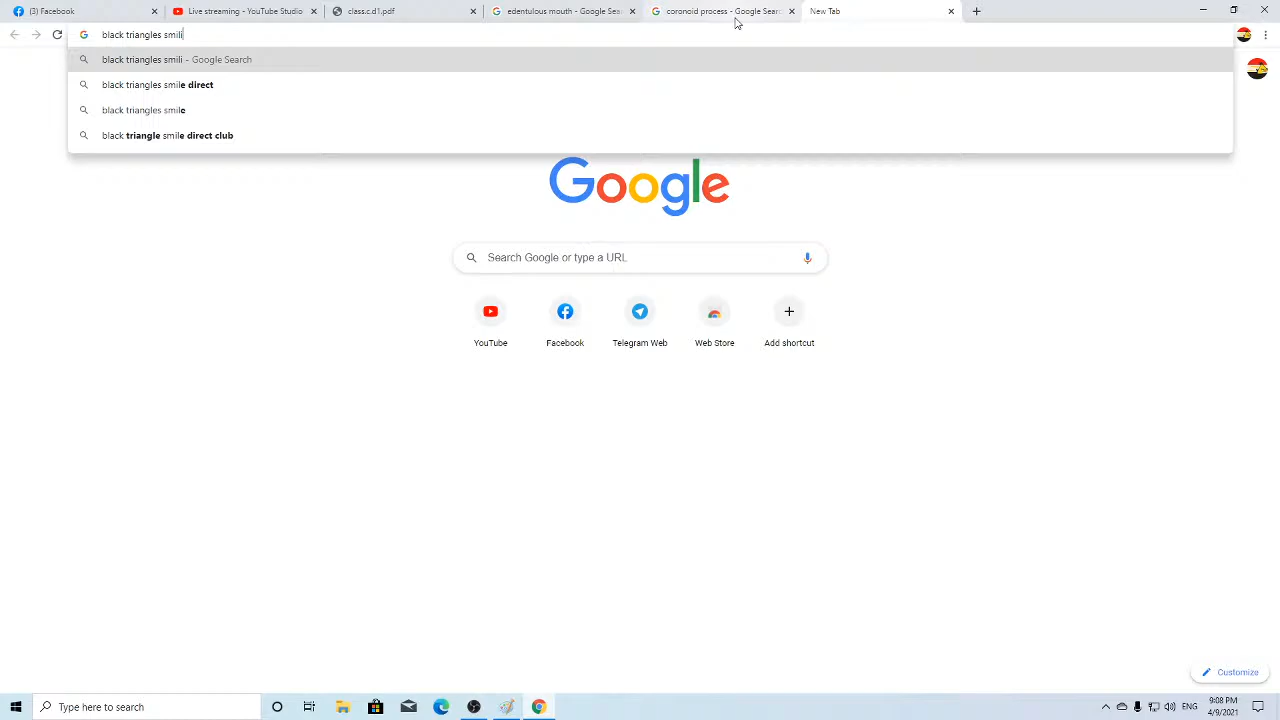 (3) Facebook
Live streaming - YouTube Studio
class.c.d1.pdf
edentulous mouth - Google Sea
coronoid process - Google Sear
New Tab
black triangles smili
black triangles smili - Google Search
black triangles smile direct
black triangles smile
black triangle smile direct club
Google
Search Google or type a URL
YouTube
Facebook
Telegram Web
Web Store
Add shortcut
Customize
Type here to search
ENG
9:08 PM
4/9/2021